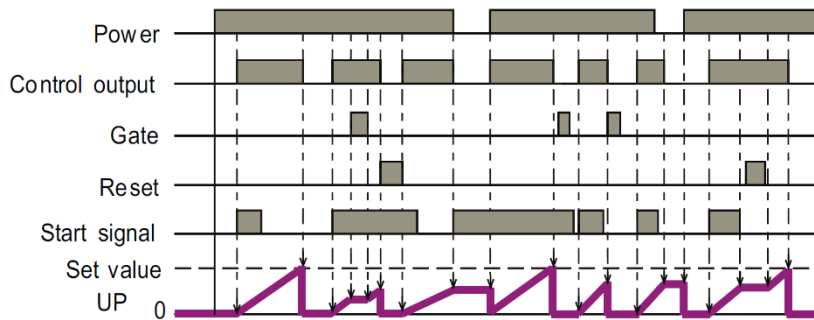 Power
Control output
Gate
Reset
Start signal
Set value
UP 0